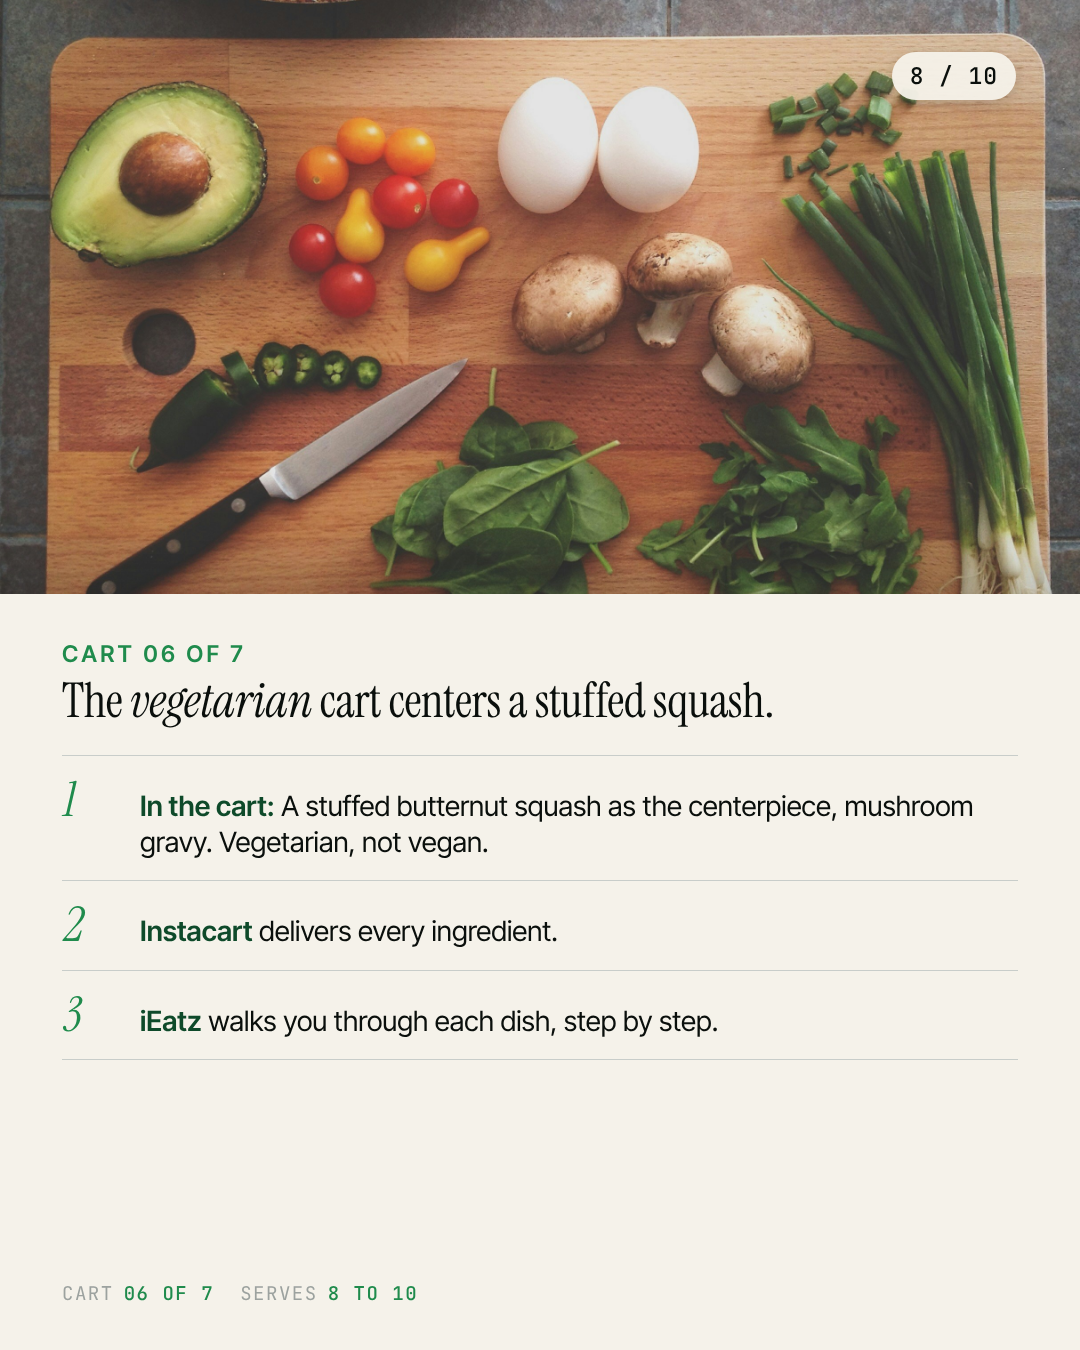 8 / 10
CART 06 OF 7
The vegetarian cart centers a stuffed squash.
1
In the cart: A stuffed butternut squash as the centerpiece, mushroom
gravy. Vegetarian, not vegan.
2
Instacart delivers every ingredient.
3
iEatz walks you through each dish, step by step.
CART 06 OF 7 SERVES 8 TO 10